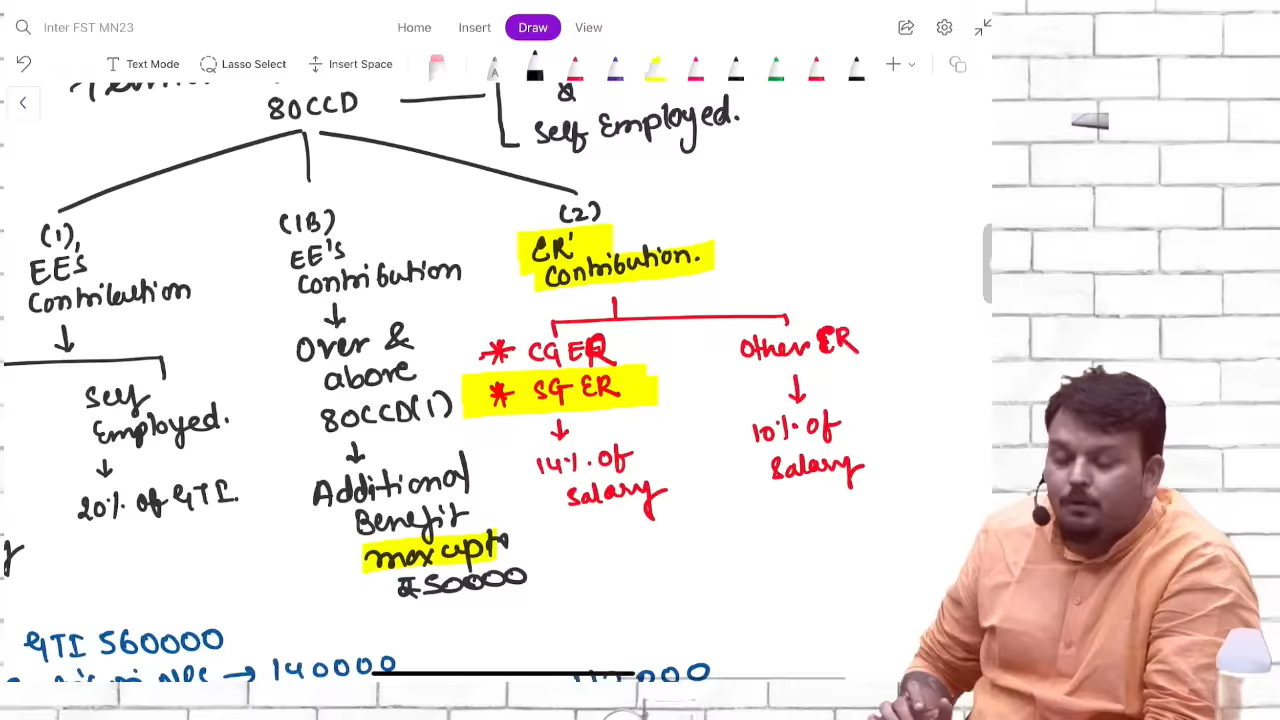 Inter FST MN23
Home Insert Draw View
Text Mode Lasso Select Insert Space
80CCD
&
Self Employed.
(1)
EE's
Contribution
Self
Employed.
20% of GTI.
(1B)
EE's
Contribution
Over &
above
80CCD(1)
Additional
Benefit
max upto
₹50000
(2)
ER'
Contribution.
* CG ER
* SG ER
14% of
Salary
Other ER
10% of
Salary
GTI 560000
NPS → 140000